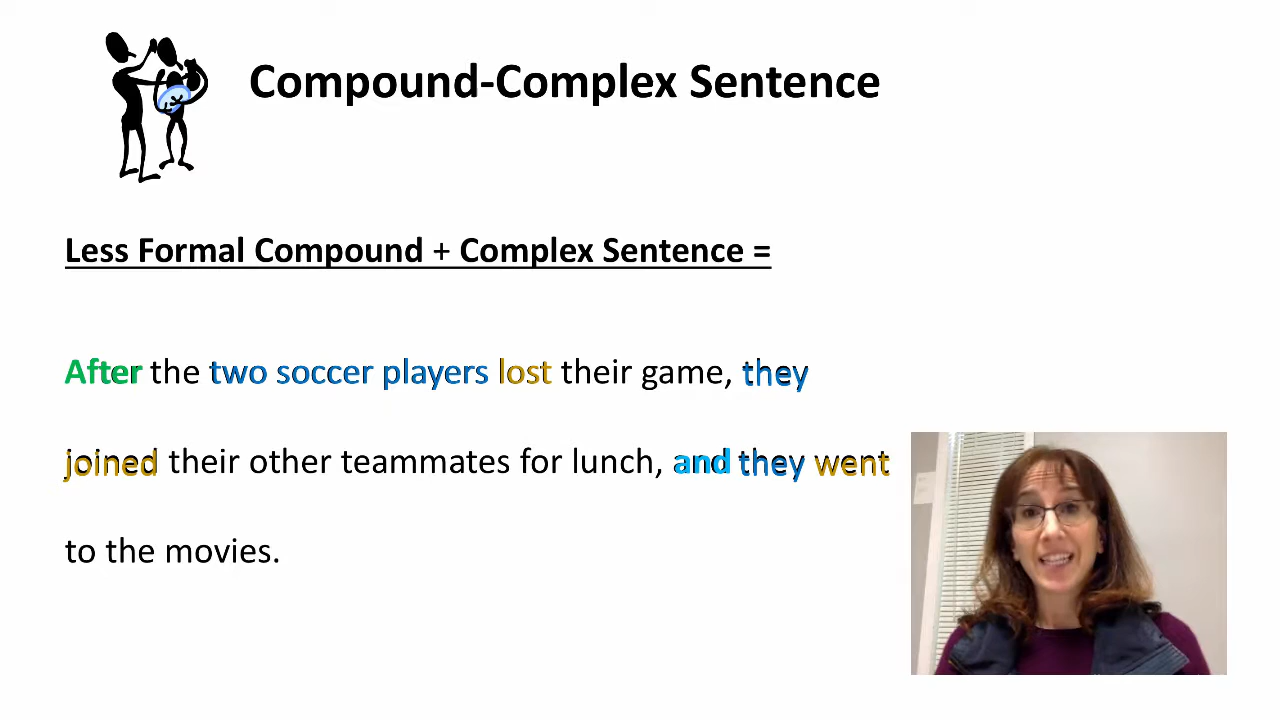 Compound-Complex Sentence
Less Formal Compound + Complex Sentence =
After the two soccer players lost their game, they
joined their other teammates for lunch, and they went
to the movies.